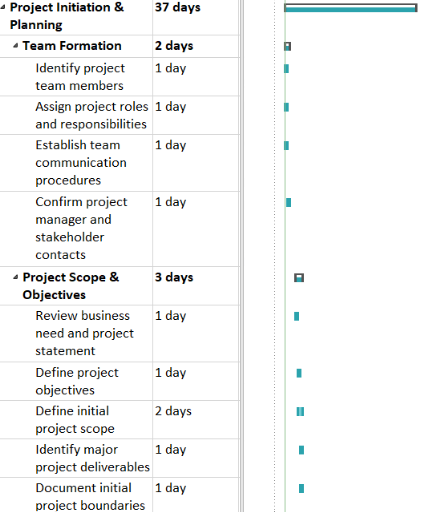 Project Initiation & 37 days
Planning
Team Formation 2 days
Identify project 1 day
team members
Assign project roles 1 day
and responsibilities
Establish team 1 day
communication
procedures
Confirm project 1 day
manager and
stakeholder
contacts
Project Scope & 3 days
Objectives
Review business 1 day
need and project
statement
Define project 1 day
objectives
Define initial 2 days
project scope
Identify major 1 day
project deliverables
Document initial 1 day
project boundaries